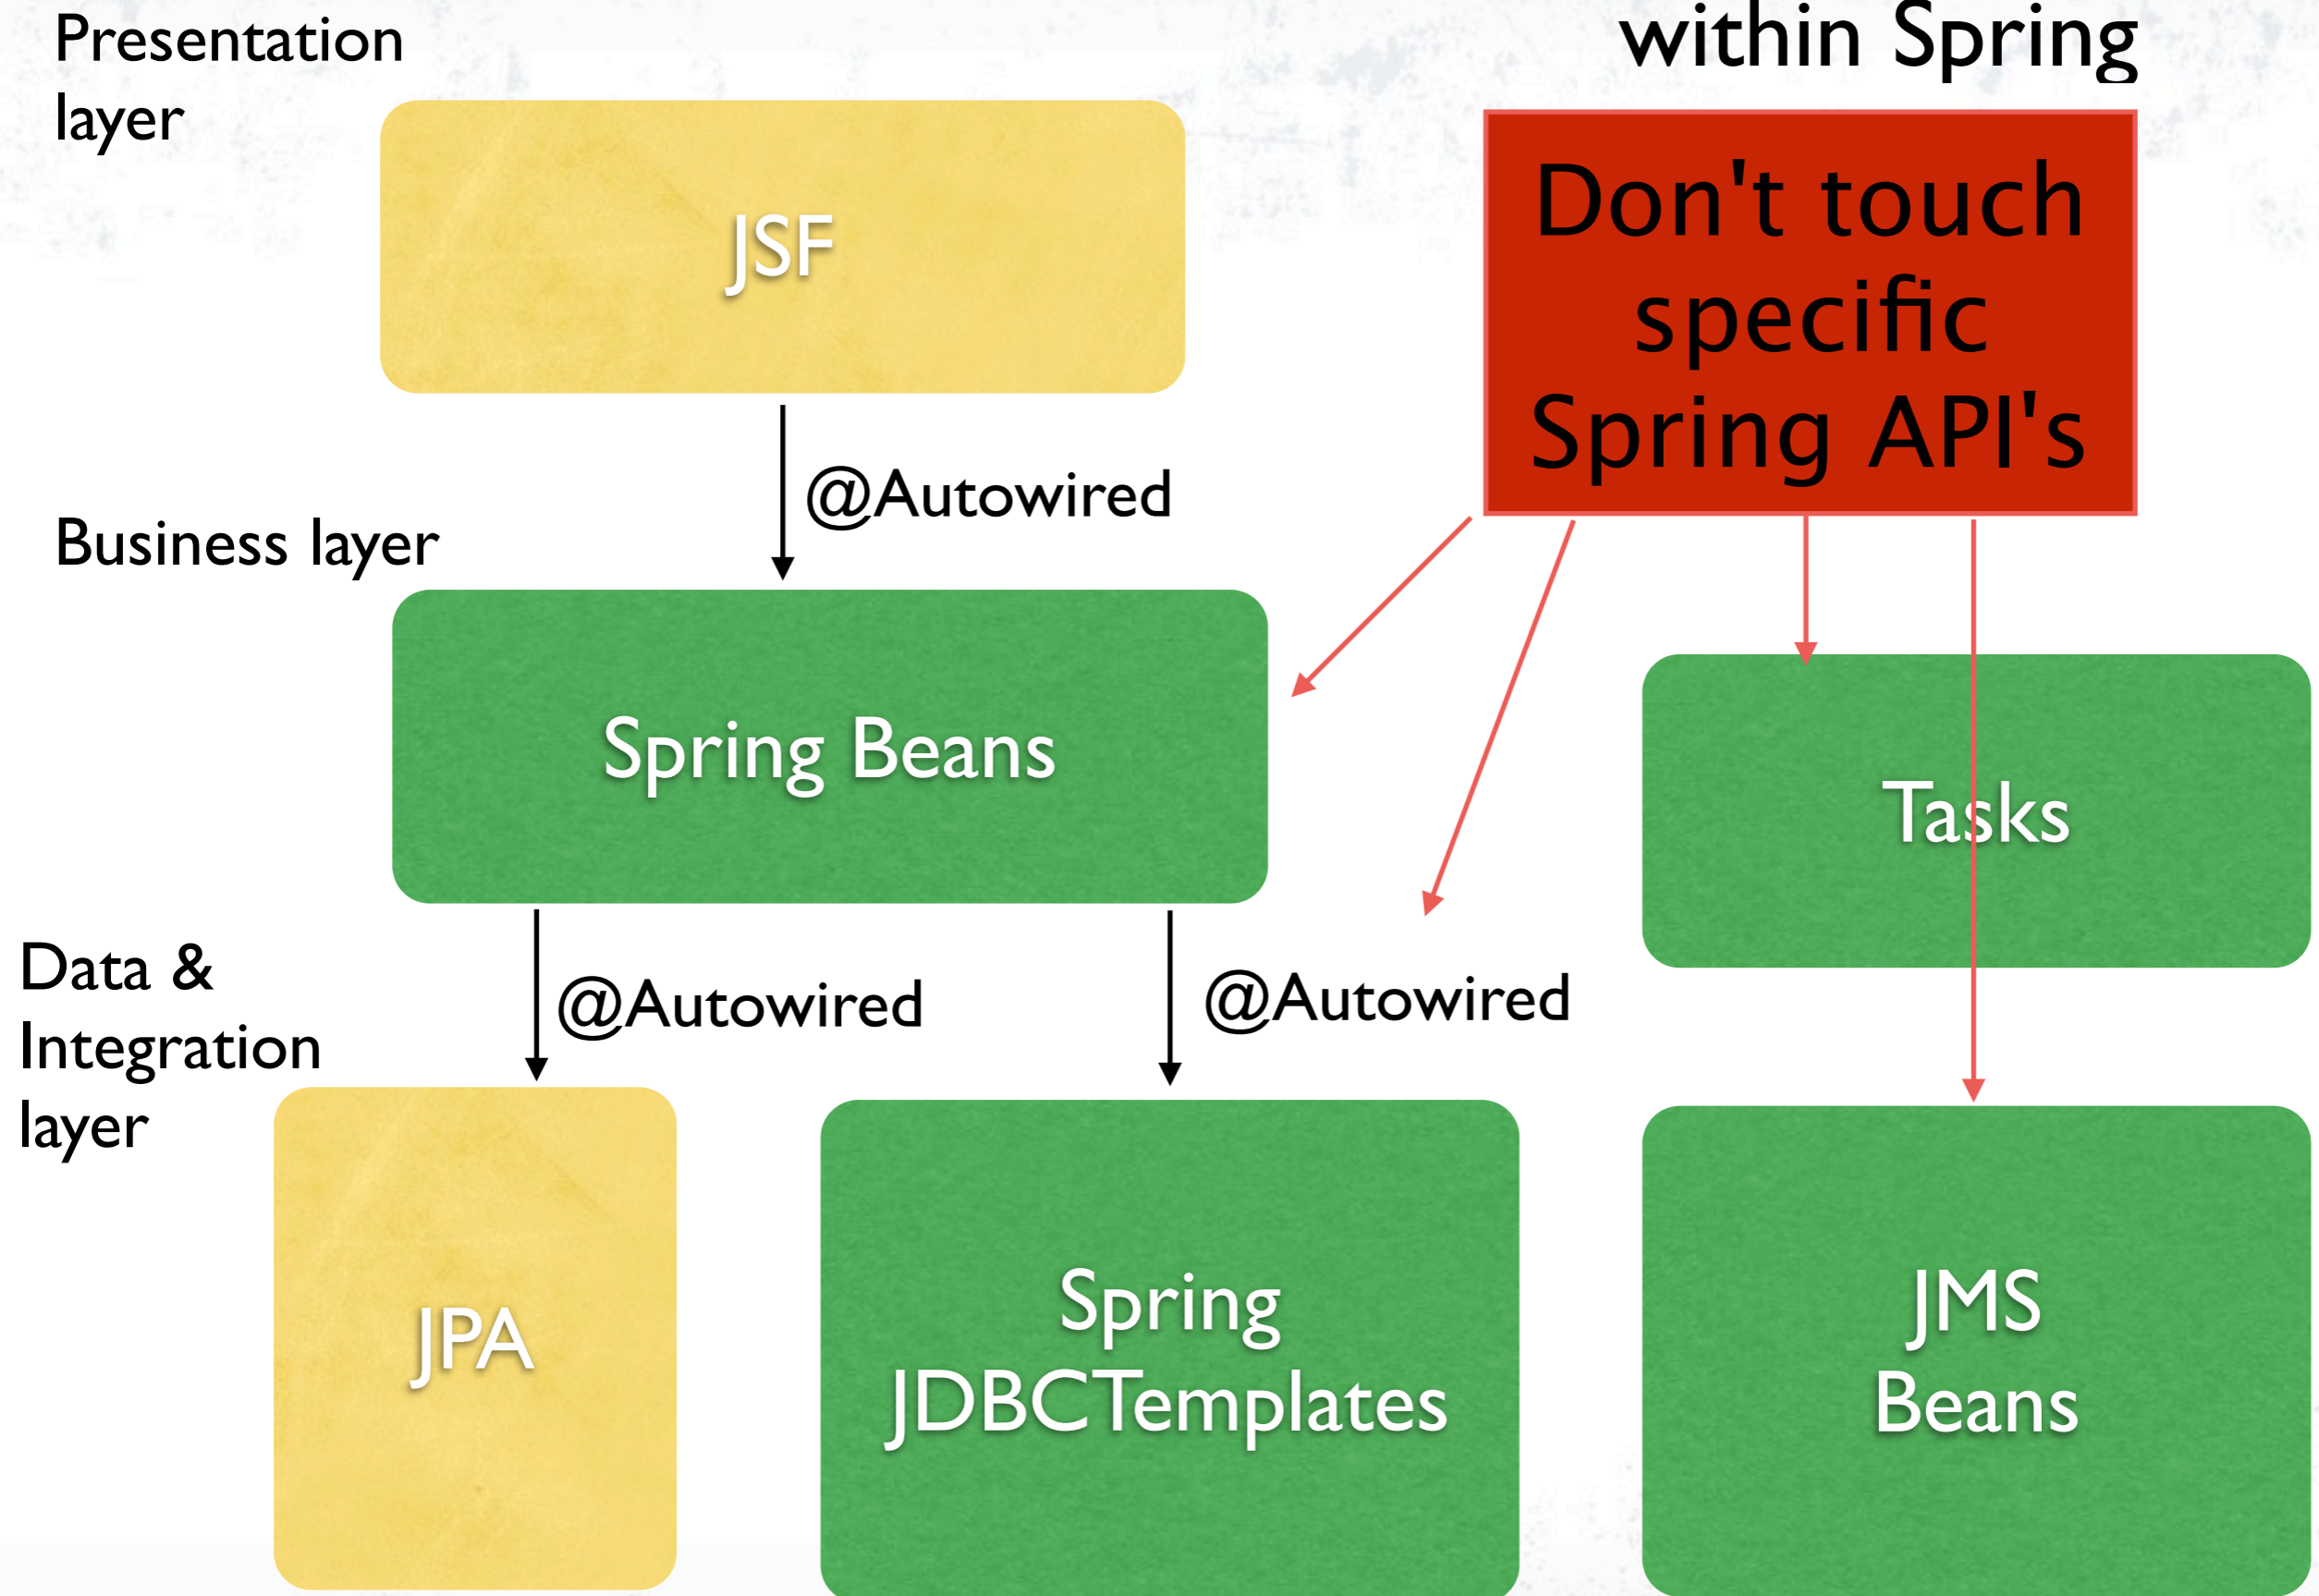 Presentation
layer
within Spring
JSF
Don't touch
specific
Spring API's
@Autowired
Business layer
Spring Beans
Tasks
Data &
Integration
layer
@Autowired
@Autowired
JPA
Spring
JDBCTemplates
JMS
Beans